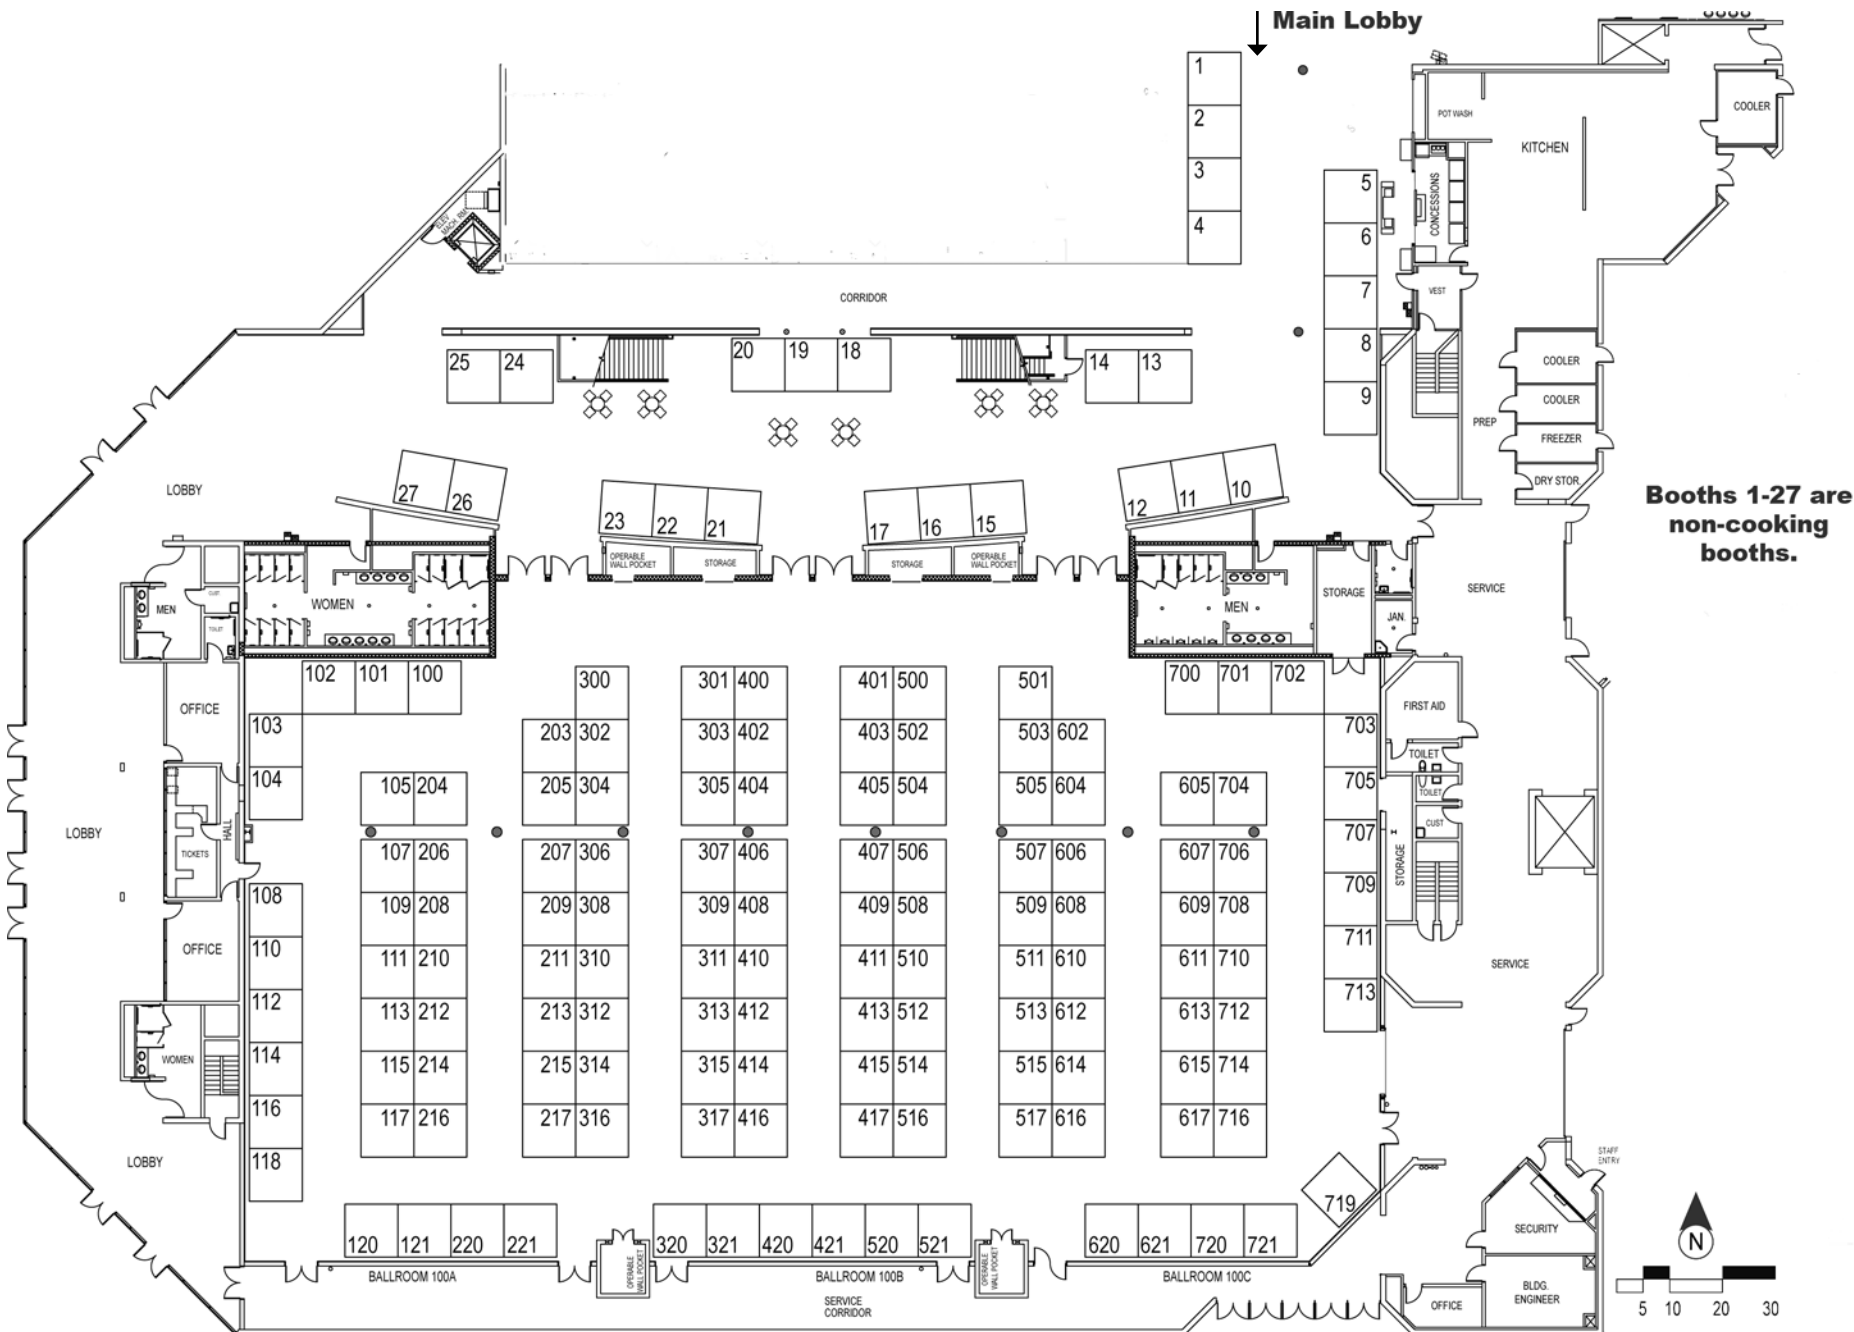 Main Lobby
1
2
3
4
5
6
7
8
9
POT WASH
KITCHEN
COOLER
CONCESSIONS
VEST
ELEV
MACH. RM
CORRIDOR
25 24
20 19 18
14 13
COOLER
COOLER
FREEZER
PREP
DRY STOR.
LOBBY
27 26
23 22 21
17 16 15
12 11 10
Booths 1-27 are
non-cooking
booths.
OPERABLE
WALL POCKET
STORAGE
STORAGE
OPERABLE
WALL POCKET
MEN
CUST
TOILET
WOMEN
MEN
STORAGE
JAN.
SERVICE
102 101 100
300
301 400
401 500
501
700 701 702
OFFICE
FIRST AID
103
203 302
303 402
403 502
503 602
703
TOILET
104
105 204
205 304
305 404
405 504
505 604
605 704
705
TOILET
LOBBY
HALL
TICKETS
CUST
STORAGE
707
107 206
207 306
307 406
407 506
507 606
607 706
709
108
109 208
209 308
309 408
409 508
509 608
609 708
711
OFFICE
110
111 210
211 310
311 410
411 510
511 610
611 710
SERVICE
713
112
113 212
213 312
313 412
413 512
513 612
613 712
WOMEN
114
115 214
215 314
315 414
415 514
515 614
615 714
116
117 216
217 316
317 416
417 516
517 616
617 716
LOBBY
118
719
STAFF
ENTRY
120 121 220 221
320 321 420 421 520 521
620 621 720 721
SECURITY
N
OPERABLE
WALL POCKET
OPERABLE
WALL POCKET
BALLROOM 100A
BALLROOM 100B
BALLROOM 100C
SERVICE
CORRIDOR
OFFICE
BLDG.
ENGINEER
5 10 20 30